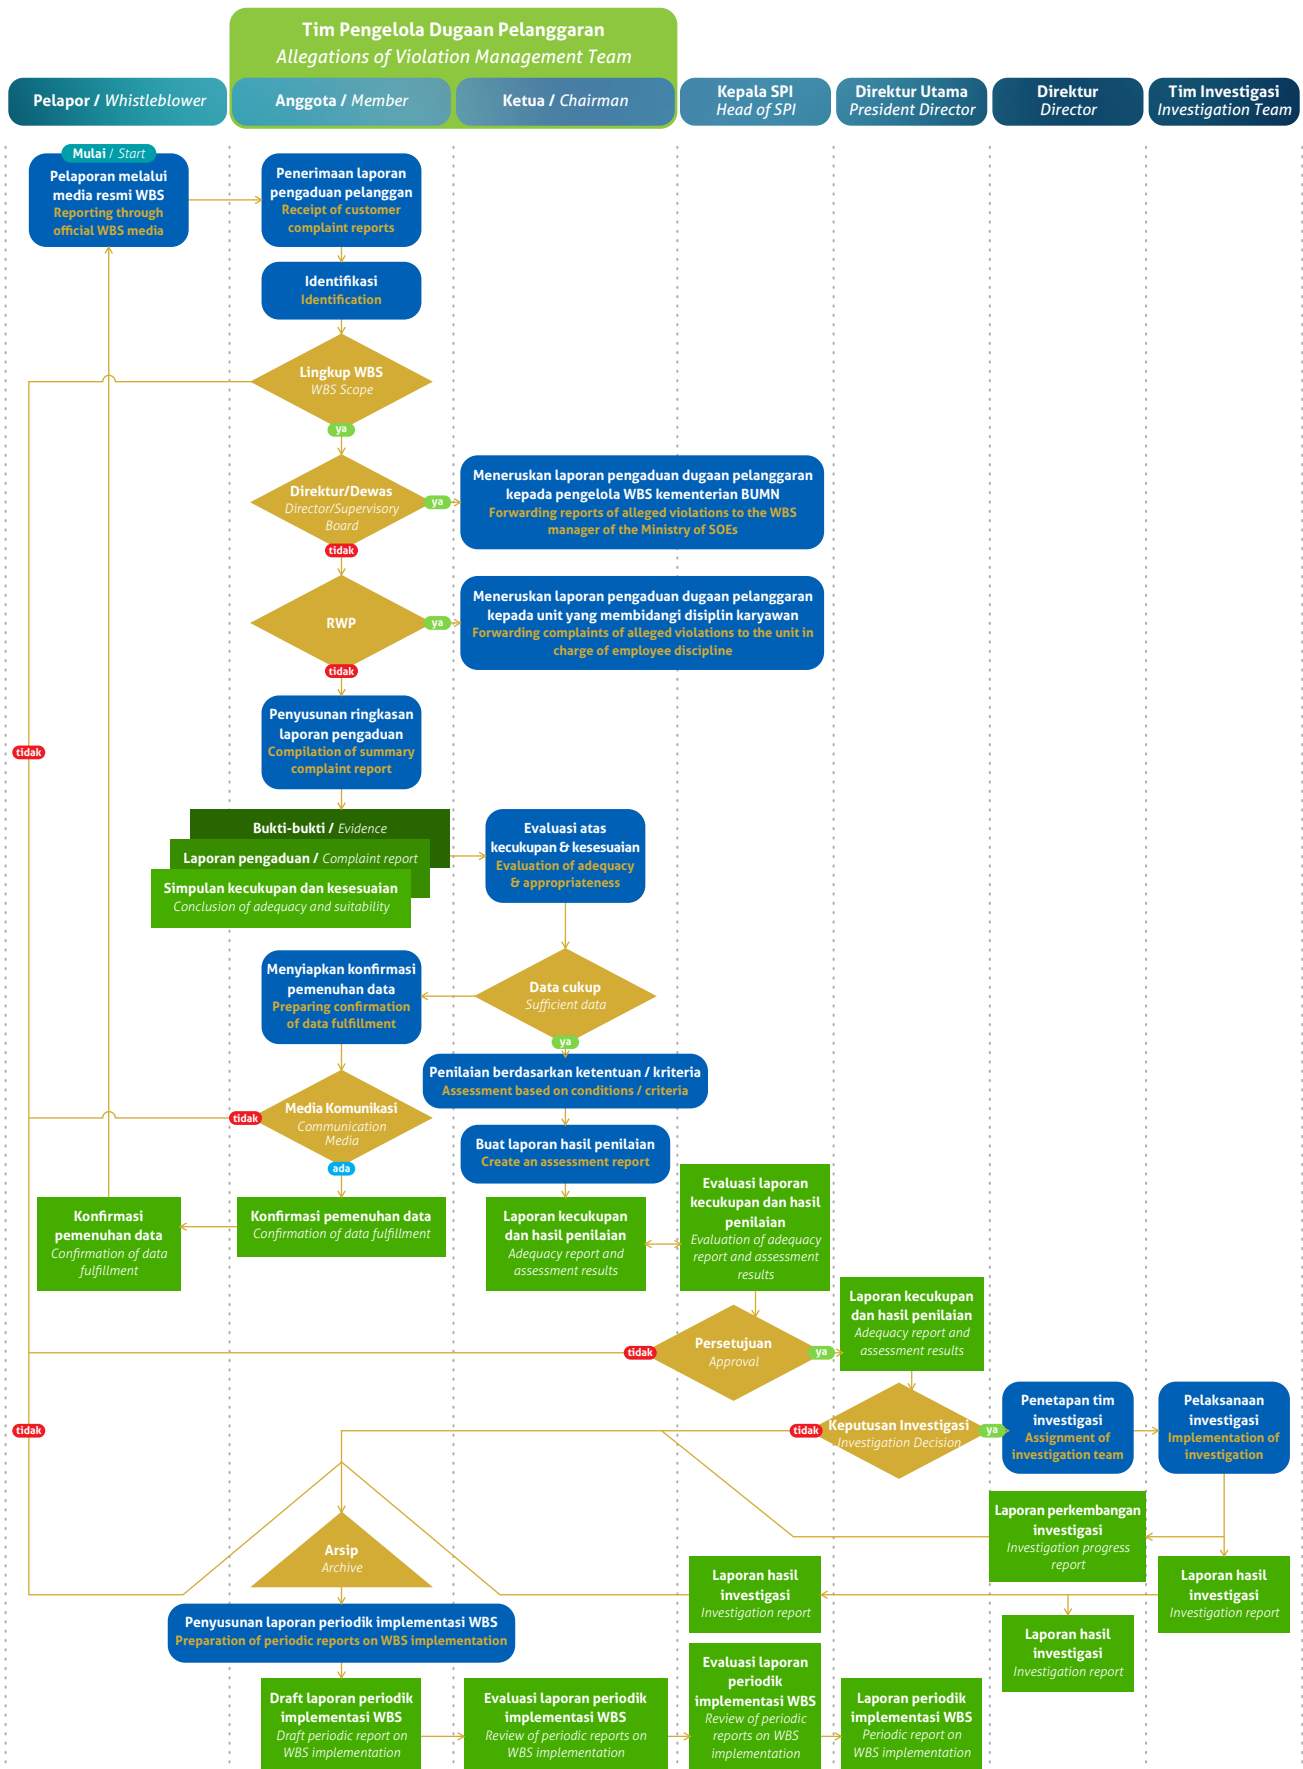 Tim Pengelola Dugaan Pelanggaran
Allegations of Violation Management Team
Pelapor / Whistleblower
Anggota / Member
Ketua / Chairman
Kepala SPI
Head of SPI
Direktur Utama
President Director
Direktur
Director
Tim Investigasi
Investigation Team
Mulai / Start
Pelaporan melalui
media resmi WBS
Reporting through
official WBS media
Penerimaan laporan
pengaduan pelanggan
Receipt of customer
complaint reports
Identifikasi
Identification
Lingkup WBS
WBS Scope
ya
Direktur/Dewas
Director/Supervisory
Board
ya
Meneruskan laporan pengaduan dugaan pelanggaran
kepada pengelola WBS kementerian BUMN
Forwarding reports of alleged violations to the WBS
manager of the Ministry of SOEs
tidak
RWP
ya
Meneruskan laporan pengaduan dugaan pelanggaran
kepada unit yang membidangi disiplin karyawan
Forwarding complaints of alleged violations to the unit in
charge of employee discipline
tidak
Penyusunan ringkasan
laporan pengaduan
Compilation of summary
complaint report
tidak
Bukti-bukti / Evidence
Laporan pengaduan / Complaint report
Simpulan kecukupan dan kesesuaian
Conclusion of adequacy and suitability
Evaluasi atas
kecukupan & kesesuaian
Evaluation of adequacy
& appropriateness
Menyiapkan konfirmasi
pemenuhan data
Preparing confirmation
of data fulfillment
Data cukup
Sufficient data
ya
Penilaian berdasarkan ketentuan / kriteria
Assessment based on conditions / criteria
Media Komunikasi
Communication
Media
tidak
ada
Buat laporan hasil penilaian
Create an assessment report
Konfirmasi
pemenuhan data
Confirmation of data
fulfillment
Konfirmasi pemenuhan data
Confirmation of data fulfillment
Laporan kecukupan
dan hasil penilaian
Adequacy report and
assessment results
Evaluasi laporan
kecukupan dan hasil
penilaian
Evaluation of adequacy
report and assessment
results
Laporan kecukupan
dan hasil penilaian
Adequacy report and
assessment results
tidak
Persetujuan
Approval
ya
tidak
tidak
Keputusan Investigasi
Investigation Decision
ya
Penetapan tim
investigasi
Assignment of
investigation team
Pelaksanaan
investigasi
Implementation of
investigation
Laporan perkembangan
investigasi
Investigation progress
report
Arsip
Archive
Laporan hasil
investigasi
Investigation report
Laporan hasil
investigasi
Investigation report
Laporan hasil
investigasi
Investigation report
Penyusunan laporan periodik implementasi WBS
Preparation of periodic reports on WBS implementation
Draft laporan periodik
implementasi WBS
Draft periodic report on
WBS implementation
Evaluasi laporan periodik
implementasi WBS
Review of periodic reports on
WBS implementation
Evaluasi laporan
periodik
implementasi WBS
Review of periodic
reports on WBS
implementation
Laporan periodik
implementasi WBS
Periodic report on
WBS implementation